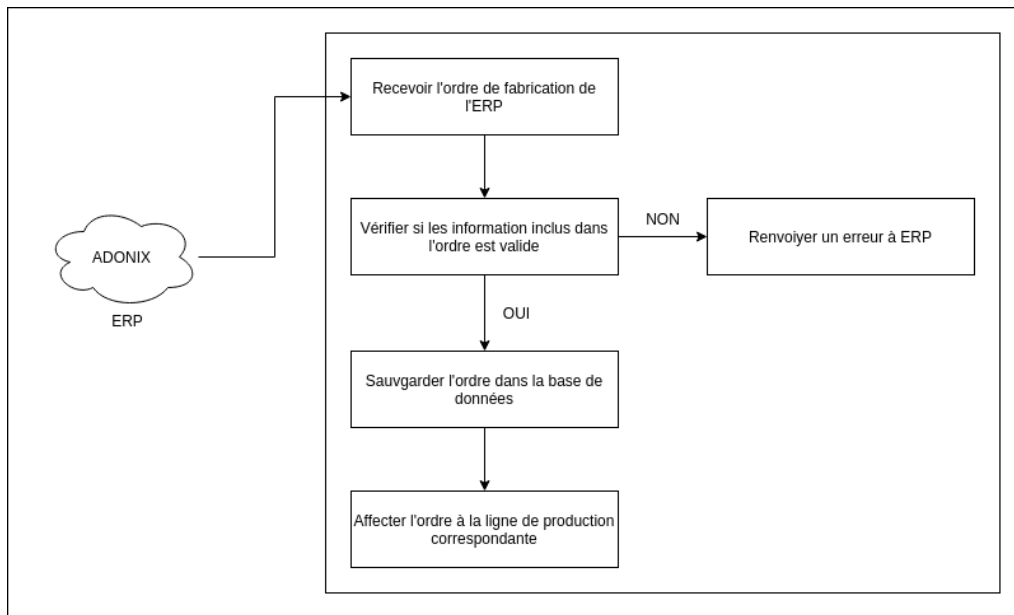 Recevoir l'ordre de fabrication de
l'ERP
Vérifier si les information inclus dans
l'ordre est valide
NON
Renvoiyer un erreur à ERP
ADONIX
ERP
OUI
Sauvgarder l'ordre dans la base de
données
Affecter l'ordre à la ligne de production
correspondante